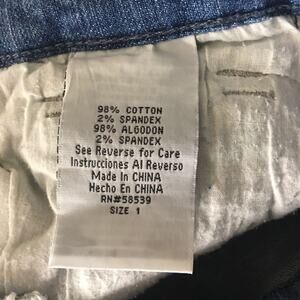 98% COTTON
2% SPANDEX
98% ALGODON
2% SPANDEX
See Reverse for Care
Instrucciones Al Reverso
Made In CHINA
Hecho En CHINA
RN#58539
SIZE 1